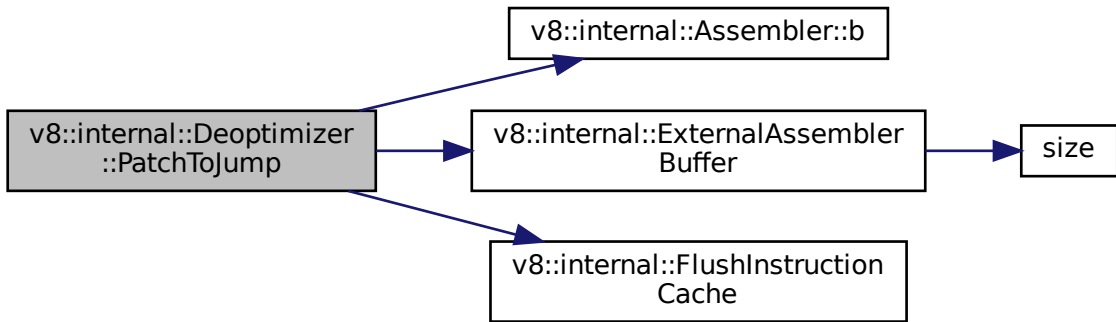 v8::internal::Assembler::b
v8::internal::Deoptimizer
::PatchToJump
v8::internal::ExternalAssembler
Buffer
size
v8::internal::FlushInstruction
Cache